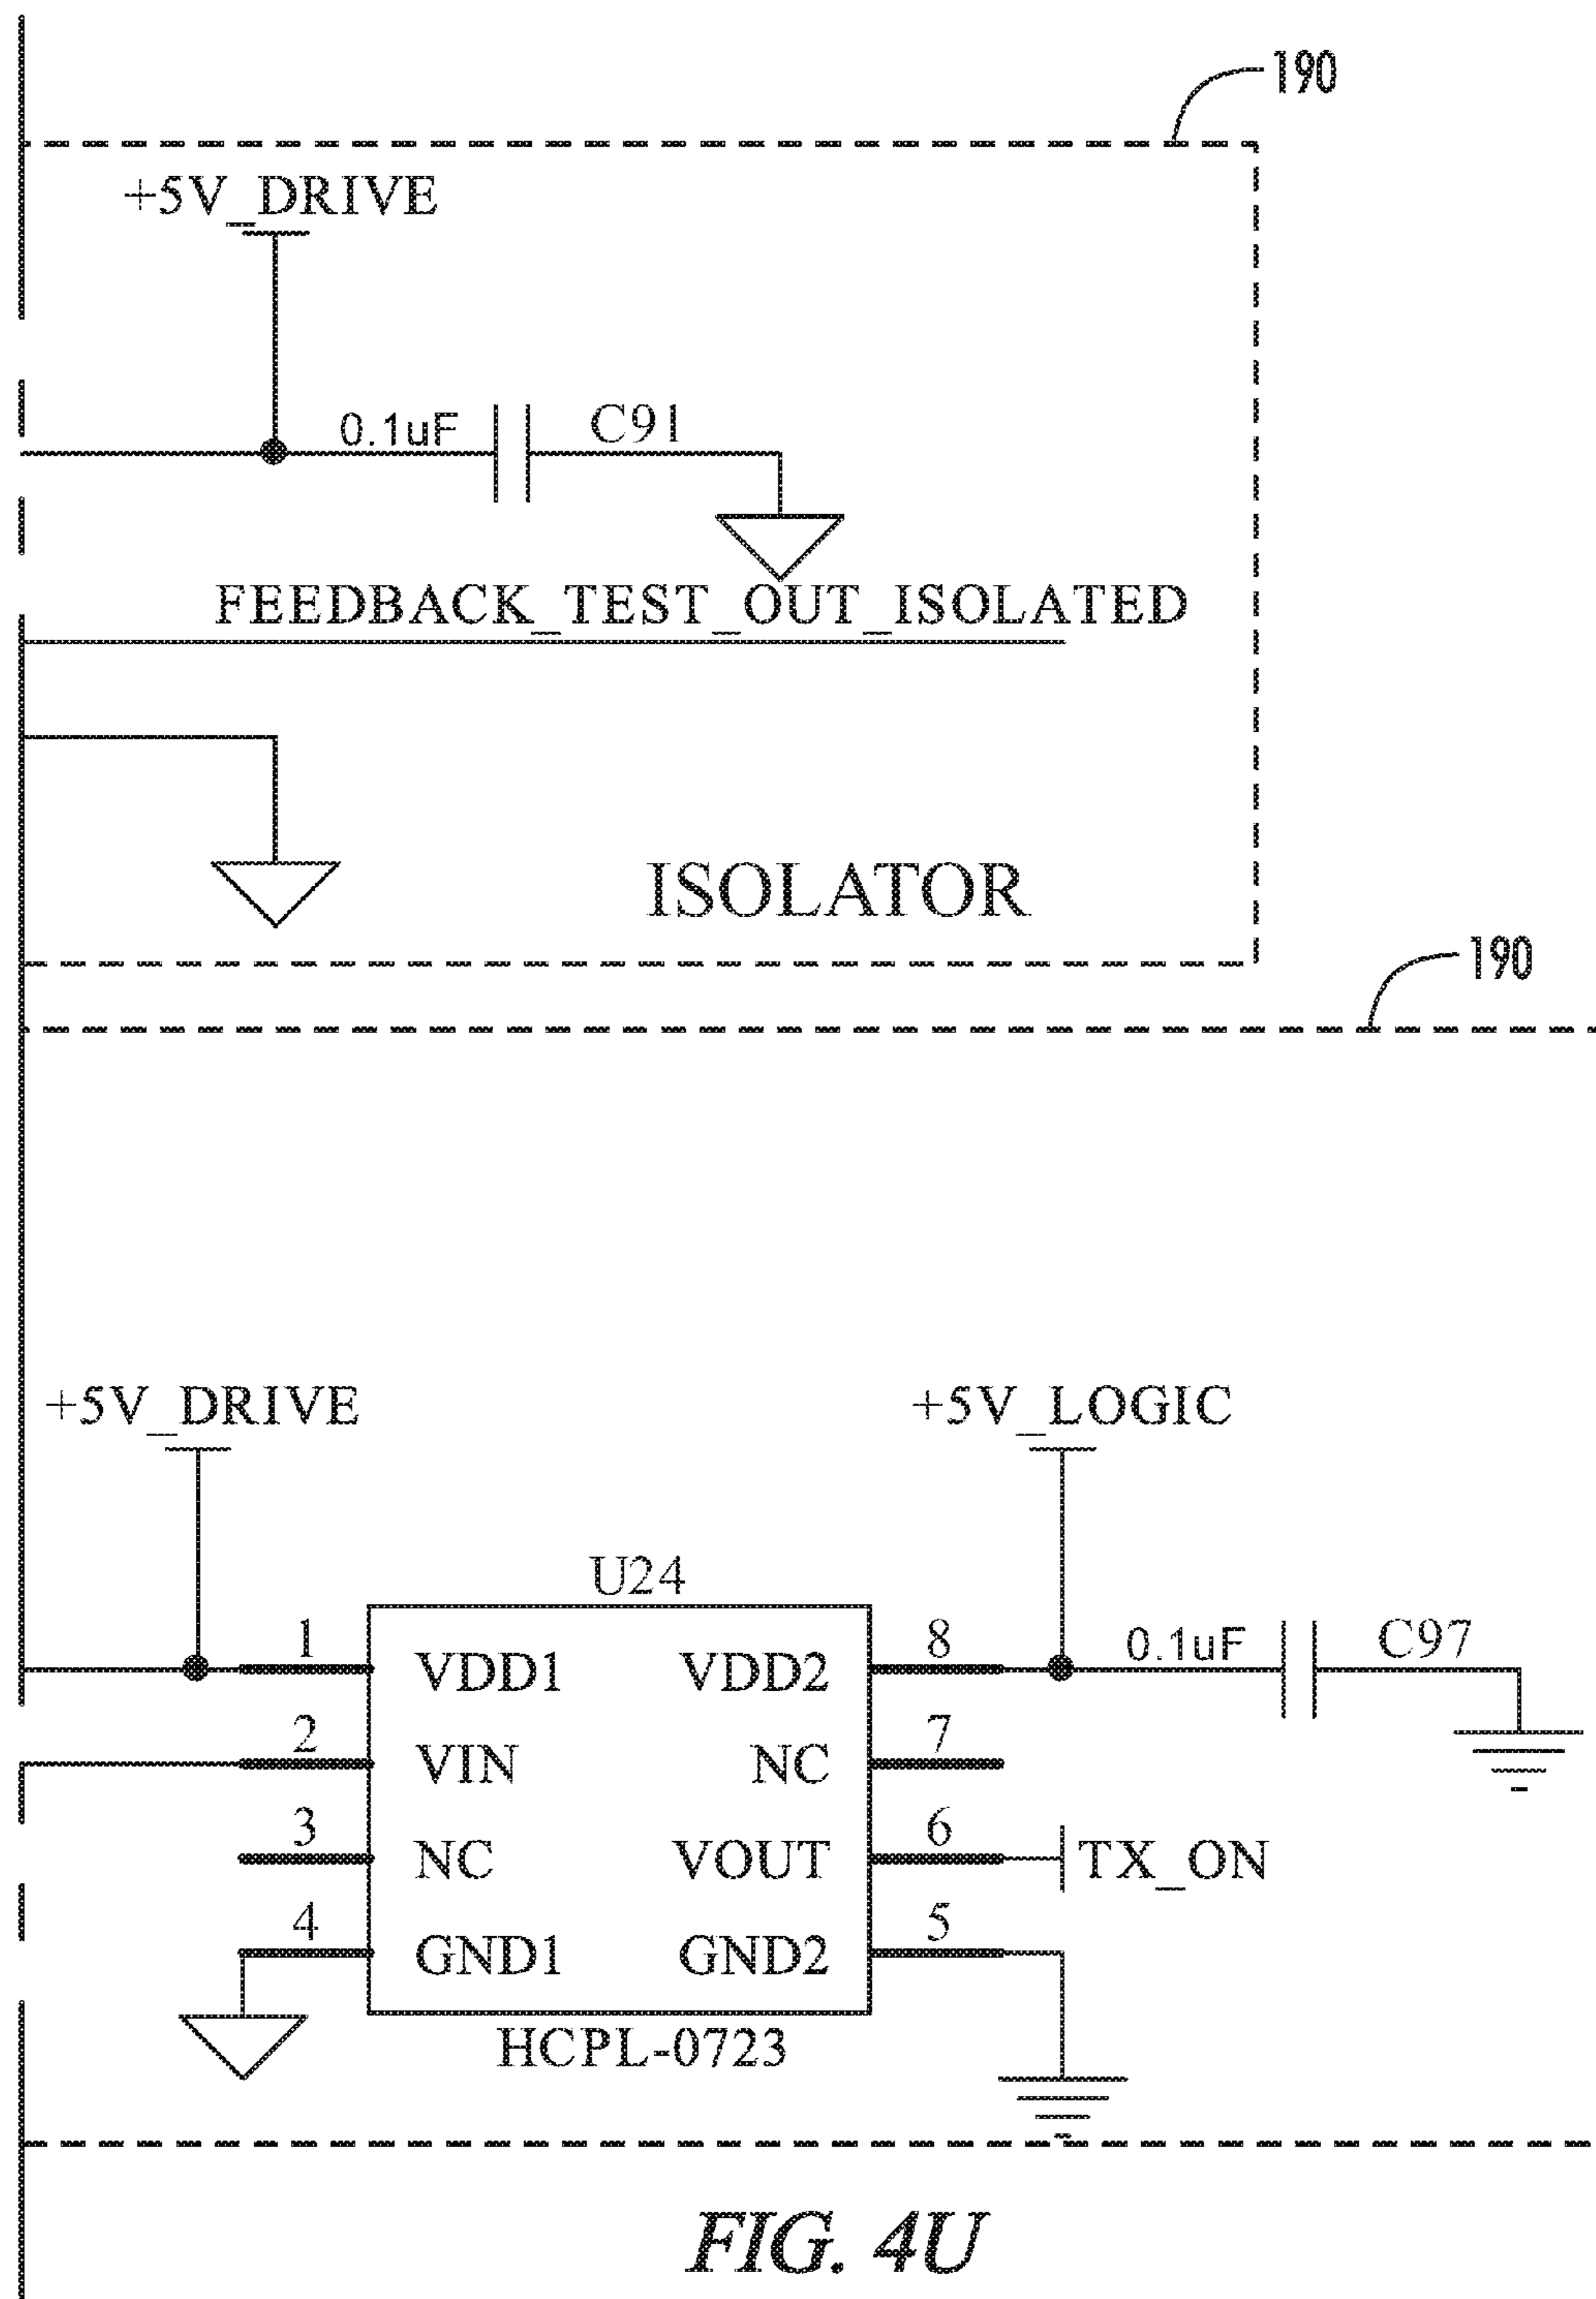 190
+5V_DRIVE
0.1uF C91
FEEDBACK_TEST_OUT_ISOLATED
ISOLATOR
190
+5V_DRIVE +5V_LOGIC
U24
1 VDD1 VDD2 8 0.1uF C97
2 VIN NC 7
3 NC VOUT 6 TX_ON
4 GND1 GND2 5
HCPL-0723
FIG. 4U